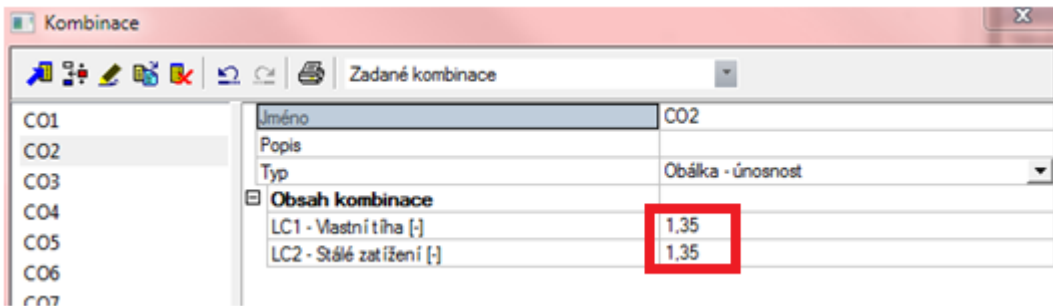 Kombinace
Zadané kombinace
CO1
CO2
CO3
CO4
CO5
CO6
CO7
Jméno CO2
Popis
Typ Obálka - únosnost
Obsah kombinace
LC1 - Vlastní tíha [-] 1,35
LC2 - Stálé zatížení [-] 1,35